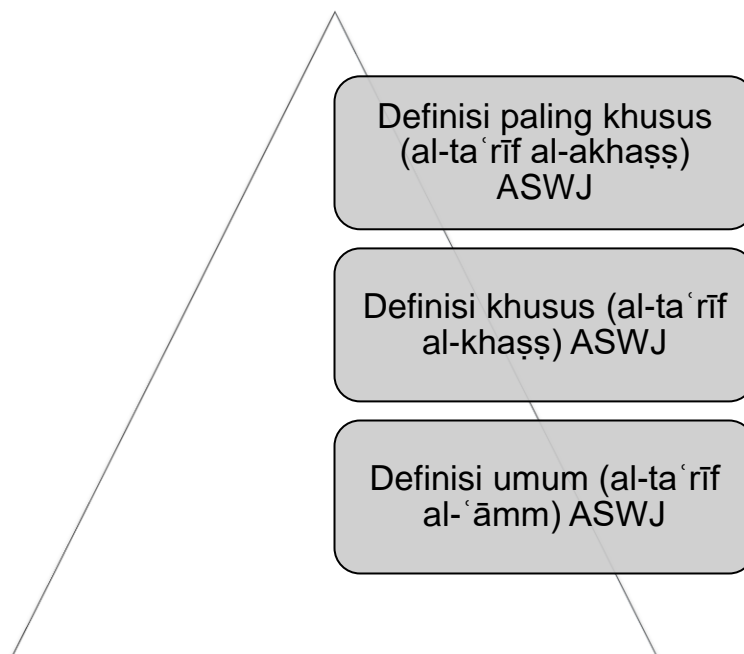 Definisi paling khusus
(al-taʿrīf al-akhaṣṣ)
ASWJ
Definisi khusus (al-taʿrīf
al-khaṣṣ) ASWJ
Definisi umum (al-taʿrīf
al-ʿāmm) ASWJ